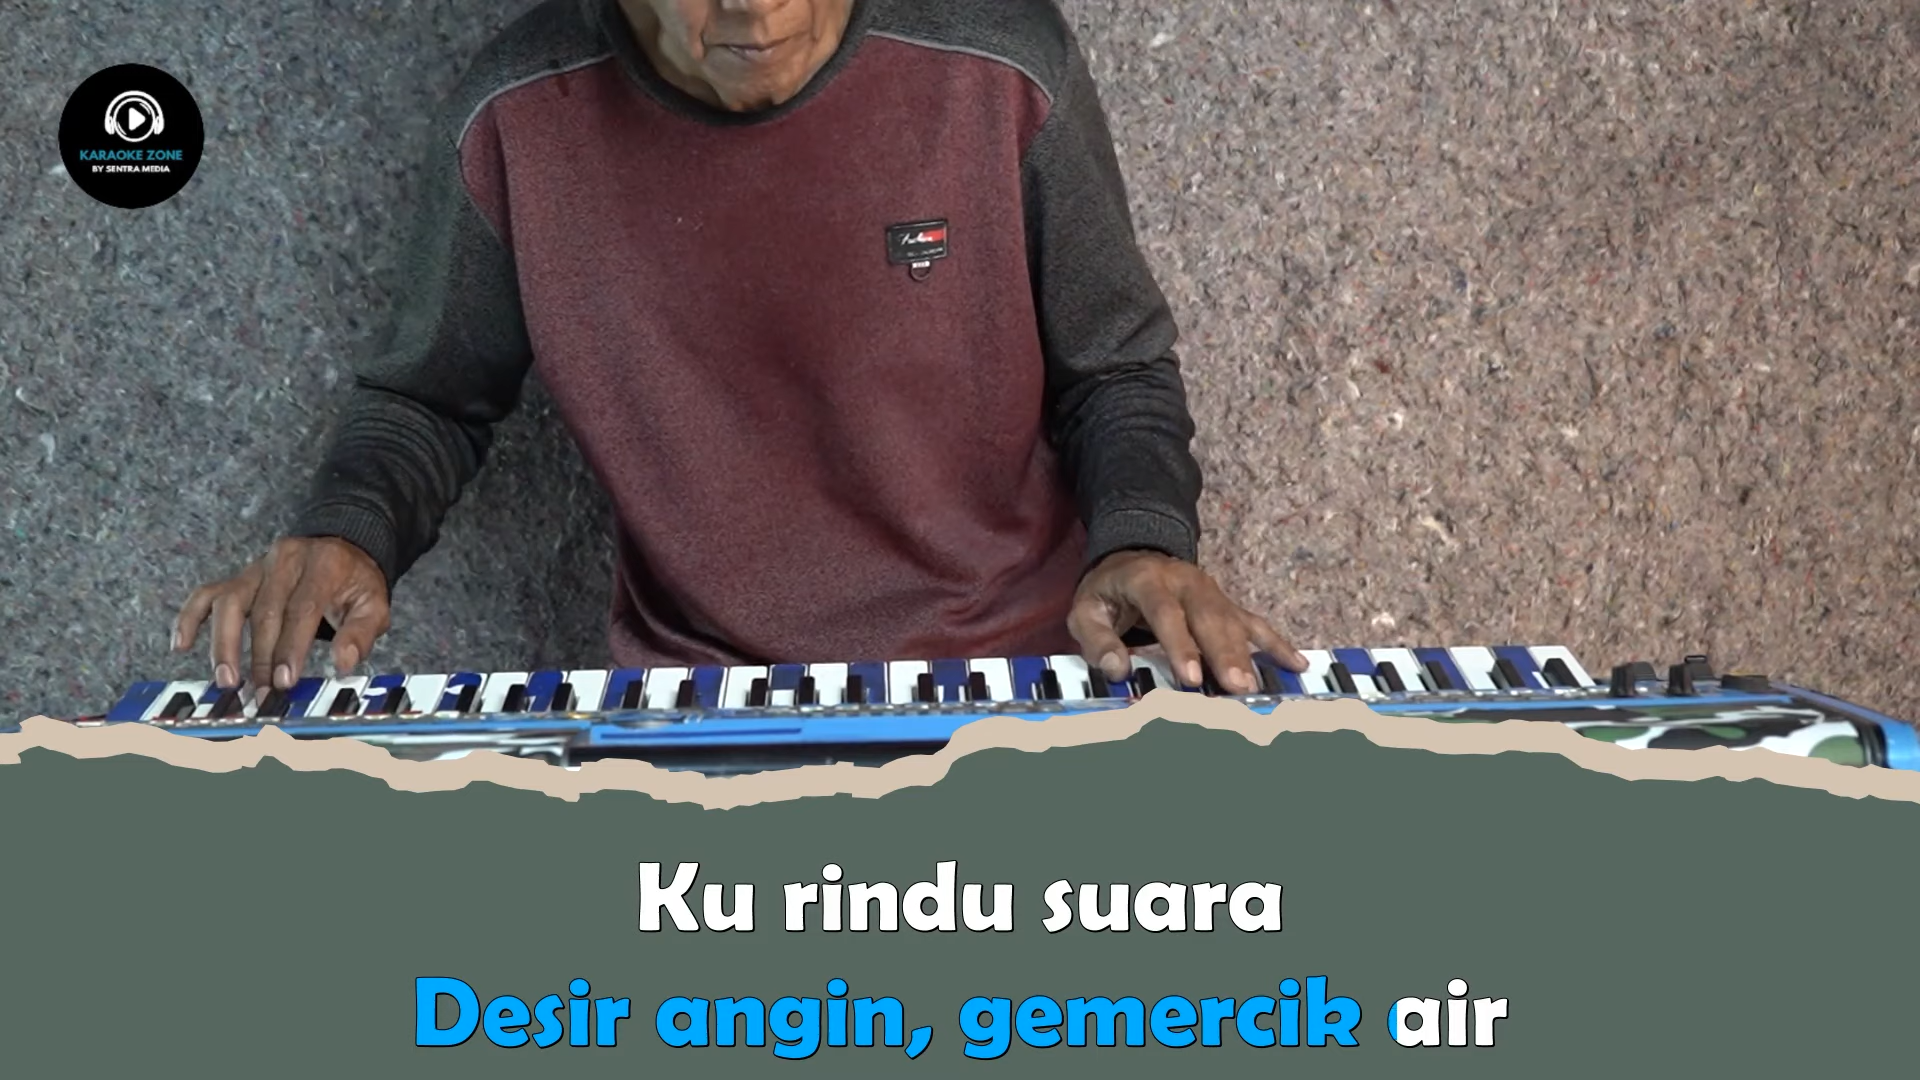 KARAOKE ZONE
BY SENTRA MEDIA
Ku rindu suara
Desir angin, gemercik air